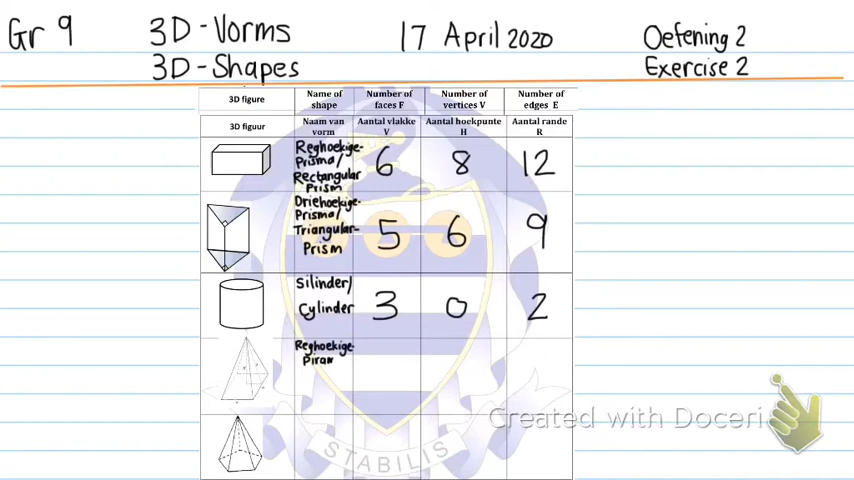 Gr 9 3D-Vorms 17 April 2020 Oefening 2
3D-Shapes Exercise 2
3D figure Name of shape Number of faces F Number of vertices V Number of edges E
3D figuur Naam van vorm Aantal vlakke V Aantal hoekpunte H Aantal rande R
Reghoekige-
Prisma/
Rectangular
Prism
6 8 12
Driehoekige-
Prisma/
Triangular-
Prism
5 6 9
Silinder/
Cylinder
3 0 2
Reghoekige-
Piram
Created with Doceri
STABILIS